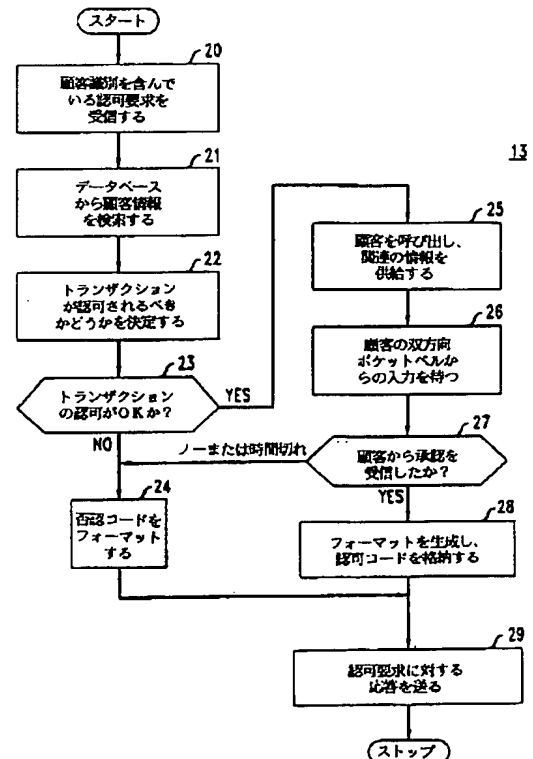 スタート
20
顧客識別を含んで
いる認可要求を
受信する
21
データベース
から顧客情報
を検索する
22
トランザクション
が認可されるべき
かどうかを決定する
23
トランザクション
の認可がOKか?
YES
NO
24
否認コードを
フォーマット
する
13
25
顧客を呼び出し、
関連の情報を
供給する
26
顧客の双方向
ポケットベルか
らの入力を待つ
27
顧客から承認を
受信したか?
ノーまたは時間切れ
YES
28
フォーマットを生成し、
認可コードを格納する
29
認可要求に対する
応答を送る
ストップ